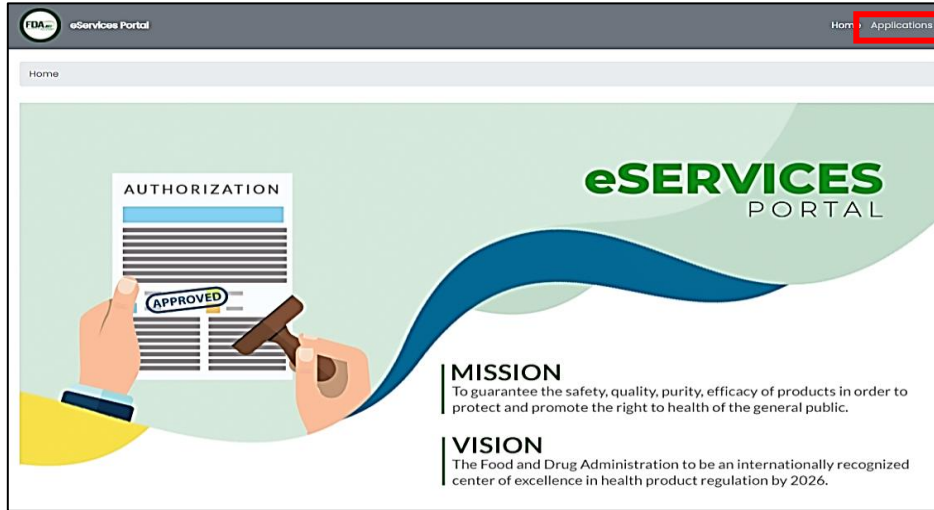 FDA
eServices Portal
Home
Applications
Home
AUTHORIZATION
APPROVED
eSERVICES
PORTAL
MISSION
To guarantee the safety, quality, purity, efficacy of products in order to
protect and promote the right to health of the general public.
VISION
The Food and Drug Administration to be an internationally recognized
center of excellence in health product regulation by 2026.